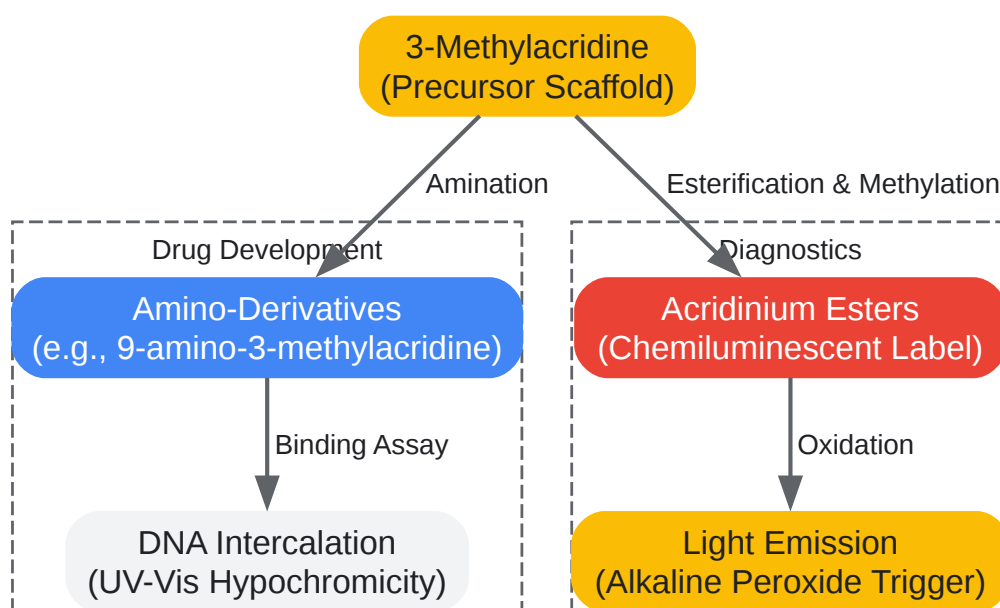 3-Methylacridine
(Precursor Scaffold)
Amination
Esterification & Methylation
Drug Development
Diagnostics
Amino-Derivatives
(e.g., 9-amino-3-methylacridine)
Acridinium Esters
(Chemiluminescent Label)
Binding Assay
Oxidation
DNA Intercalation
(UV-Vis Hypochromicity)
Light Emission
(Alkaline Peroxide Trigger)